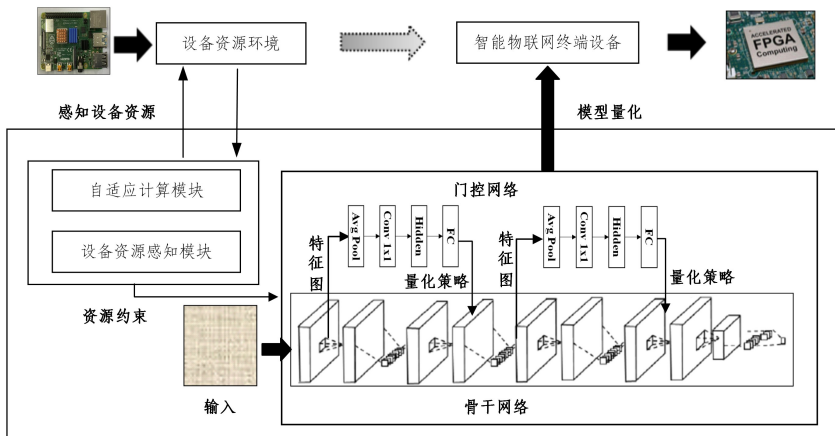 设备资源环境
智能物联网终端设备
ACCELERATED
FPGA
Computing
感知设备资源
模型量化
自适应计算模块
设备资源感知模块
资源约束
输入
门控网络
特征图
Avg Pool
Conv 1x1
Hidden
FC
量化策略
特征图
Avg Pool
Conv 1x1
Hidden
FC
量化策略
骨干网络